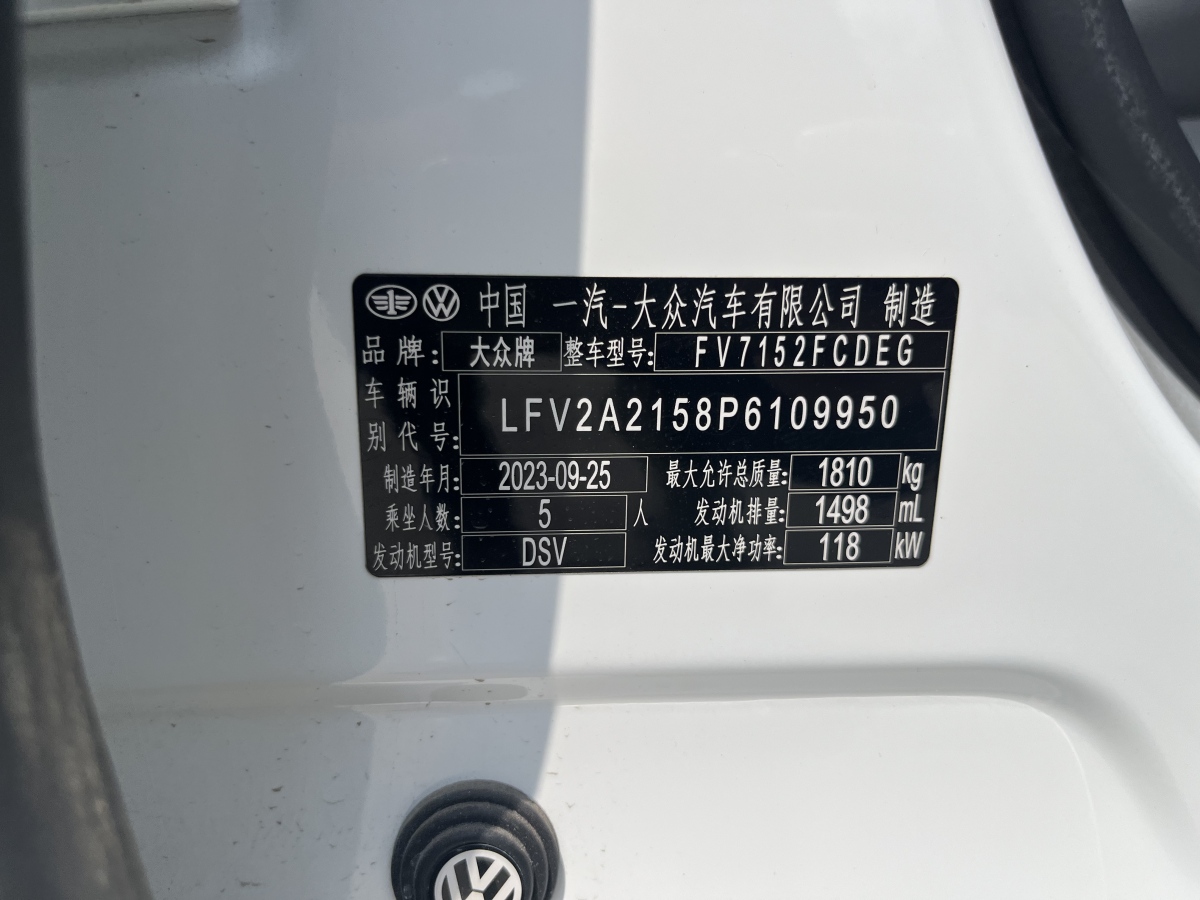 中国 一汽-大众汽车有限公司 制造
品牌: 大众牌 整车型号: FV7152FCDEG
车辆识别代号: LFV2A2158P6109950
制造年月: 2023-09-25 最大允许总质量: 1810 kg
乘坐人数: 5 人 发动机排量: 1498 mL
发动机型号: DSV 发动机最大净功率: 118 kW